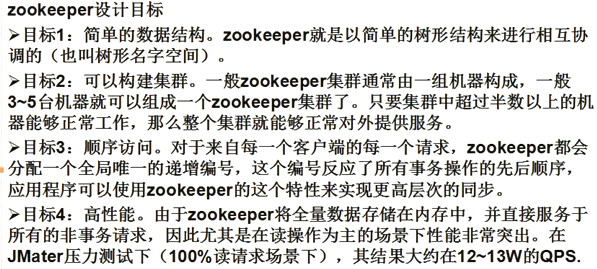 zookeeper设计目标
➢目标1：简单的数据结构。zookeeper就是以简单的树形结构来进行相互协
调的（也叫树形名字空间）。
➢目标2：可以构建集群。一般zookeeper集群通常由一组机器构成，一般
3~5台机器就可以组成一个zookeeper集群了。只要集群中超过半数以上的机
器能够正常工作，那么整个集群就能够正常对外提供服务。
➢目标3：顺序访问。对于来自每一个客户端的每一个请求，zookeeper都会
分配一个全局唯一的递增编号，这个编号反应了所有事务操作的先后顺序，
应用程序可以使用zookeeper的这个特性来实现更高层次的同步。
➢目标4：高性能。由于zookeeper将全量数据存储在内存中，并直接服务于
所有的非事务请求，因此尤其是在读操作为主的场景下性能非常突出。在
JMater压力测试下（100%读请求场景下），其结果大约在12~13W的QPS.